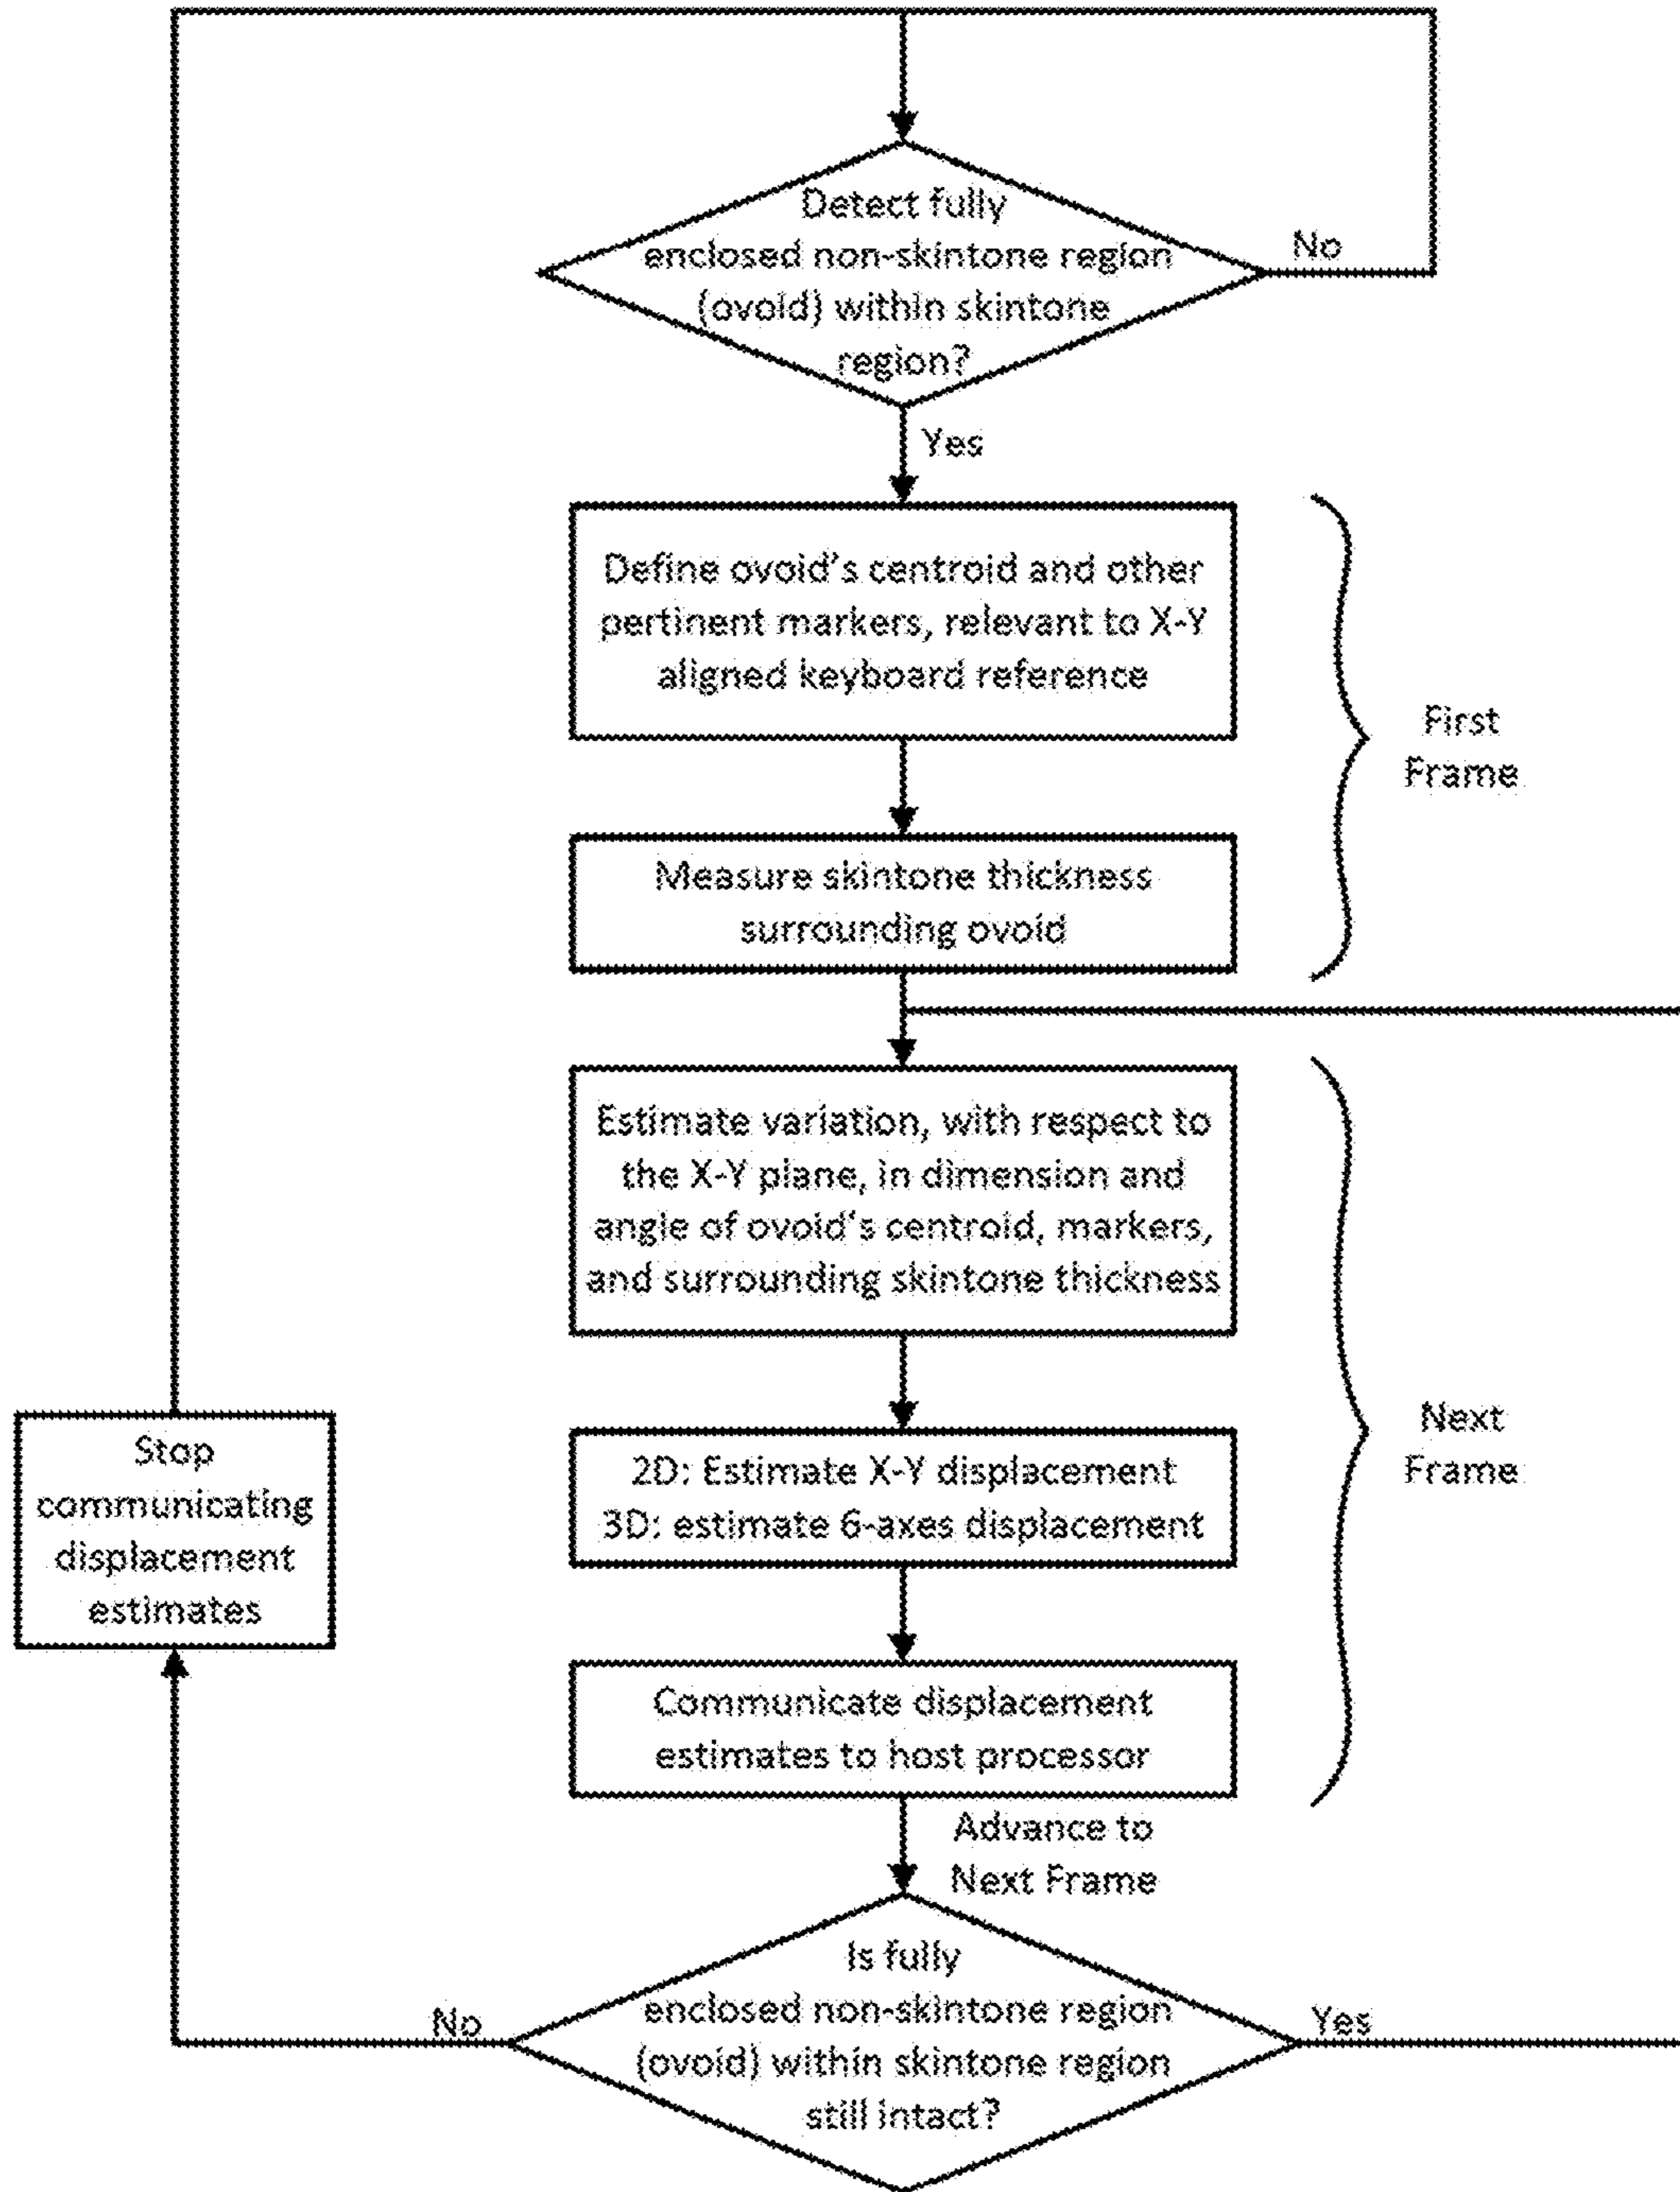 Detect fully
enclosed non-skintone region
(ovoid) within skintone
region?
No
Yes
Define ovoid's centroid and other
pertinent markers, relevant to X-Y
aligned keyboard reference
First
Frame
Measure skintone thickness
surrounding ovoid
Estimate variation, with respect to
the X-Y plane, in dimension and
angle of ovoid's centroid, markers,
and surrounding skintone thickness
Next
Frame
2D: Estimate X-Y displacement
3D: estimate 6-axes displacement
Stop
communicating
displacement
estimates
Communicate displacement
estimates to host processor
Advance to
Next Frame
Is fully
enclosed non-skintone region
(ovoid) within skintone region
still intact?
No
Yes